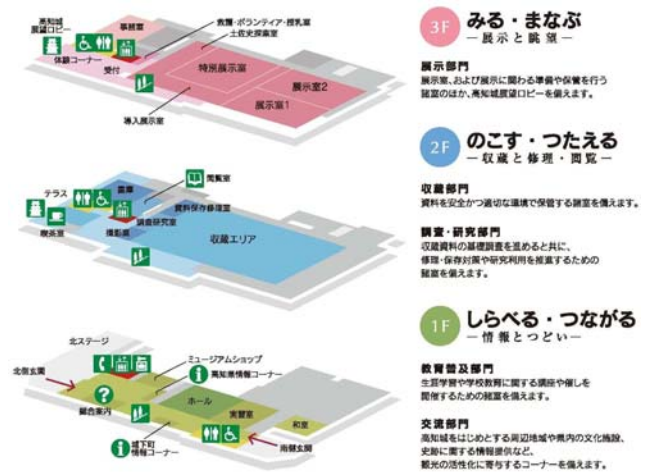 高知城
展望ロビー
事務室
救護・ボランティア・授乳室
土佐史探索室
体験コーナー
受付
特別展示室
展示室2
展示室1
導入展示室
3F みる・まなぶ
―展示と眺望―
展示部門
展示室、および展示に関わる準備や保管を行う
諸室のほか、高知城展望ロビーを備えます。
テラス
書庫
閲覧室
資料保存修理室
調査研究室
喫茶室
撮影室
収蔵エリア
2F のこす・つたえる
―収蔵と修理・閲覧―
収蔵部門
資料を安全かつ適切な環境で保管する諸室を備えます。
調査・研究部門
収蔵資料の基礎調査を進めると共に、
修理・保存対策や研究利用を推進するための
諸室を備えます。
北ステージ
ミュージアムショップ
高知県情報コーナー
北側玄関
ホール
総合案内
実習室
和室
城下町
情報コーナー
南側玄関
1F しらべる・つながる
―情報とつどい―
教育普及部門
生涯学習や学校教育に関する講座や催しを
開催するための諸室を備えます。
交流部門
高知城をはじめとする周辺地域や県内の文化施設、
史跡に関する情報提供など、
観光の活性化に寄与するコーナーを備えます。